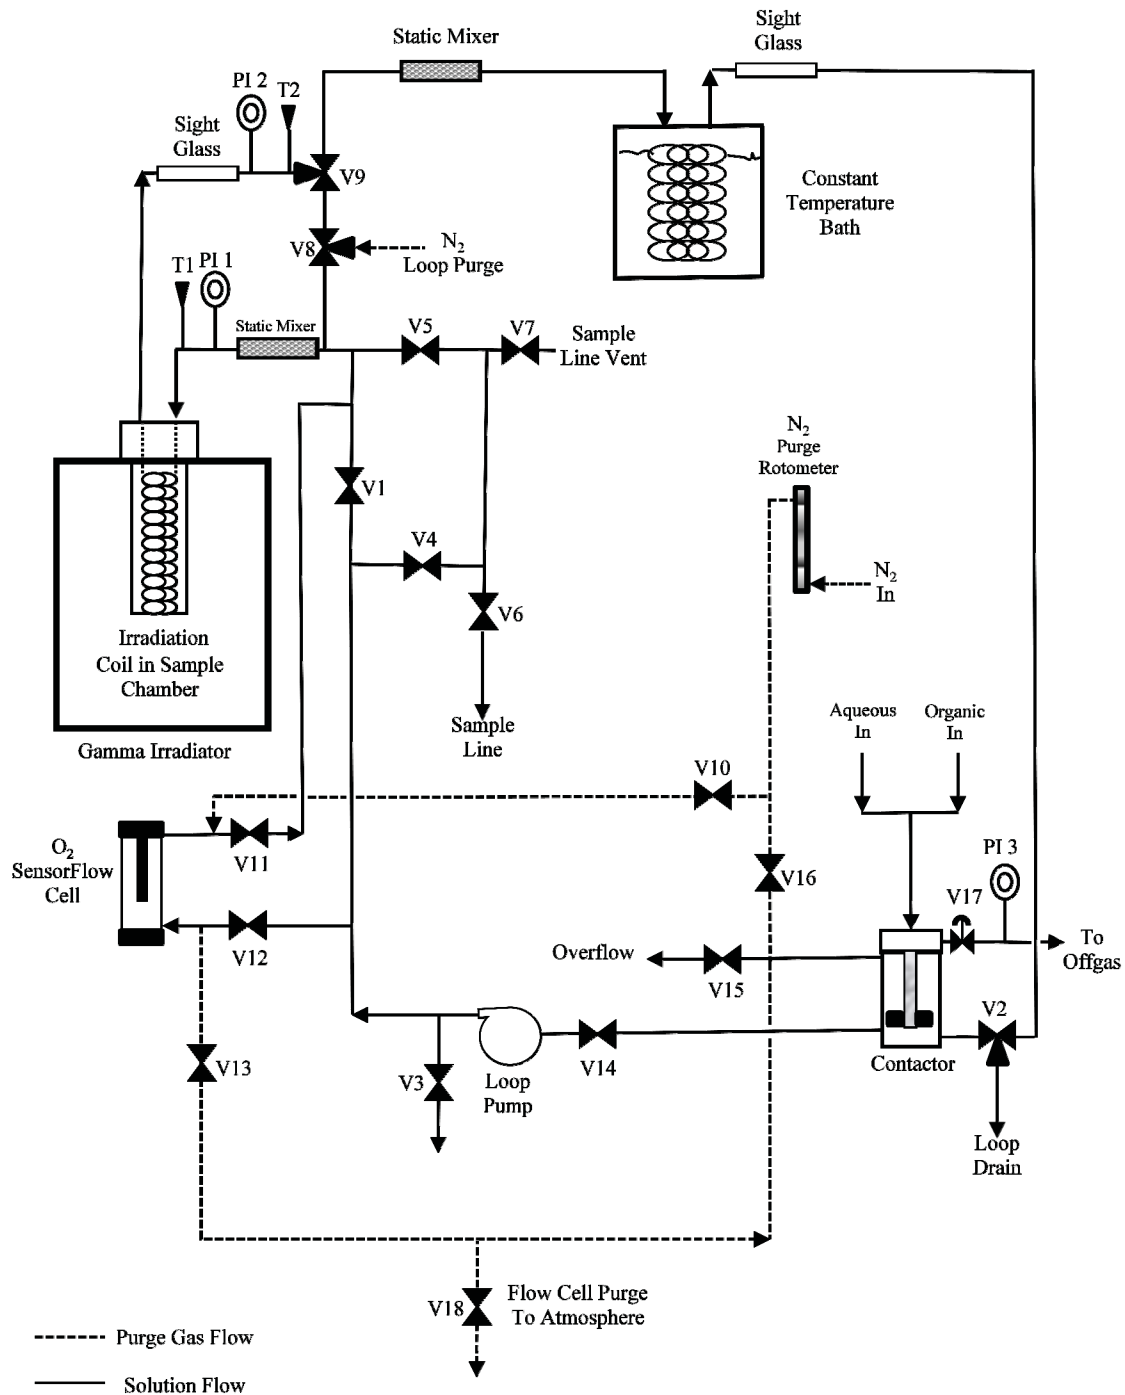 Sight
Glass
Static Mixer
PI 2
T2
Sight
Glass
V9
Constant
Temperature
Bath
V8
N2
Loop Purge
T1
PI 1
Static Mixer
V5
V7
Sample
Line Vent
N2
Purge
Rotometer
V1
V4
N2
In
V6
Irradiation
Coil in Sample
Chamber
Sample
Line
Gamma Irradiator
Aqueous
In
Organic
In
V10
O2
SensorFlow
Cell
V11
V16
PI 3
V17
V12
Overflow
V15
To
Offgas
V2
V13
V3
Loop
Pump
V14
Contactor
Loop
Drain
V18
Flow Cell Purge
To Atmosphere
Purge Gas Flow
Solution Flow